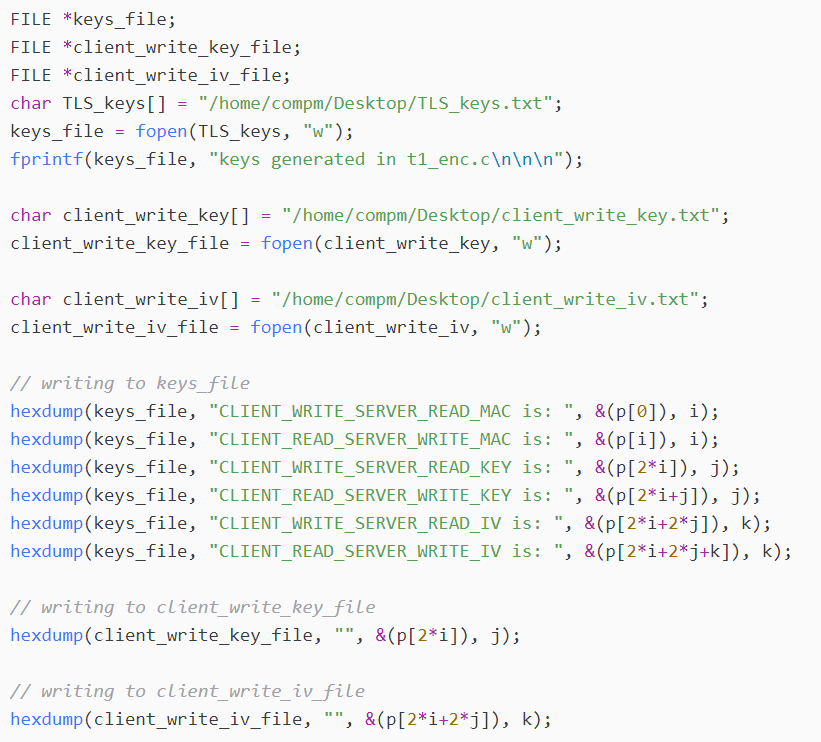 FILE *keys_file;
FILE *client_write_key_file;
FILE *client_write_iv_file;
char TLS_keys[] = "/home/compm/Desktop/TLS_keys.txt";
keys_file = fopen(TLS_keys, "w");
fprintf(keys_file, "keys generated in t1_enc.c\n\n\n");

char client_write_key[] = "/home/compm/Desktop/client_write_key.txt";
client_write_key_file = fopen(client_write_key, "w");

char client_write_iv[] = "/home/compm/Desktop/client_write_iv.txt";
client_write_iv_file = fopen(client_write_iv, "w");

// writing to keys_file
hexdump(keys_file, "CLIENT_WRITE_SERVER_READ_MAC is: ", &(p[0]), i);
hexdump(keys_file, "CLIENT_READ_SERVER_WRITE_MAC is: ", &(p[i]), i);
hexdump(keys_file, "CLIENT_WRITE_SERVER_READ_KEY is: ", &(p[2*i]), j);
hexdump(keys_file, "CLIENT_READ_SERVER_WRITE_KEY is: ", &(p[2*i+j]), j);
hexdump(keys_file, "CLIENT_WRITE_SERVER_READ_IV is: ", &(p[2*i+2*j]), k);
hexdump(keys_file, "CLIENT_READ_SERVER_WRITE_IV is: ", &(p[2*i+2*j+k]), k);

// writing to client_write_key_file
hexdump(client_write_key_file, "", &(p[2*i]), j);

// writing to client_write_iv_file
hexdump(client_write_iv_file, "", &(p[2*i+2*j]), k);